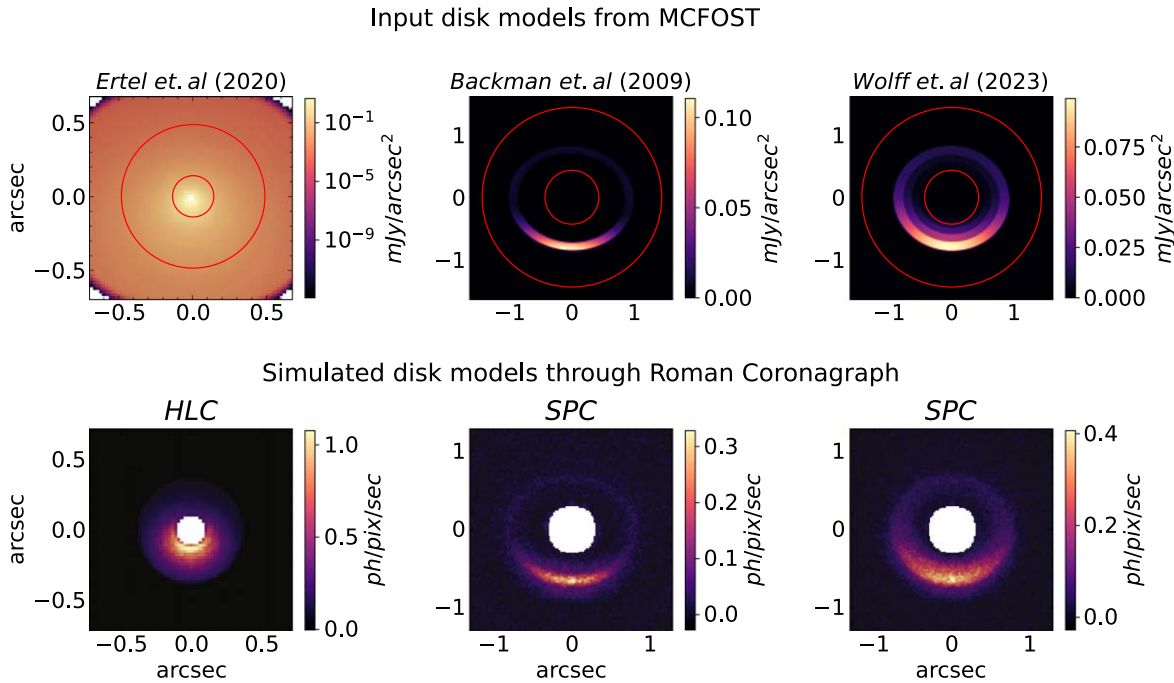 Input disk models from MCFOST
Ertel et. al (2020)
Backman et. al (2009)
Wolff et. al (2023)
0.5
0.0
−0.5
arcsec
−0.5
0.0
0.5
10⁻¹
10⁻⁵
10⁻⁹
mJy/arcsec²
1
0
−1
−1
0
1
0.10
0.05
0.00
mJy/arcsec²
1
0
−1
−1
0
1
0.075
0.050
0.025
0.000
mJy/arcsec²
Simulated disk models through Roman Coronagraph
HLC
SPC
SPC
0.5
0.0
−0.5
arcsec
−0.5
0.0
0.5
arcsec
1.0
0.5
0.0
ph/pix/sec
1
0
−1
−1
0
1
arcsec
0.3
0.2
0.1
0.0
ph/pix/sec
1
0
−1
−1
0
1
arcsec
0.4
0.2
0.0
ph/pix/sec